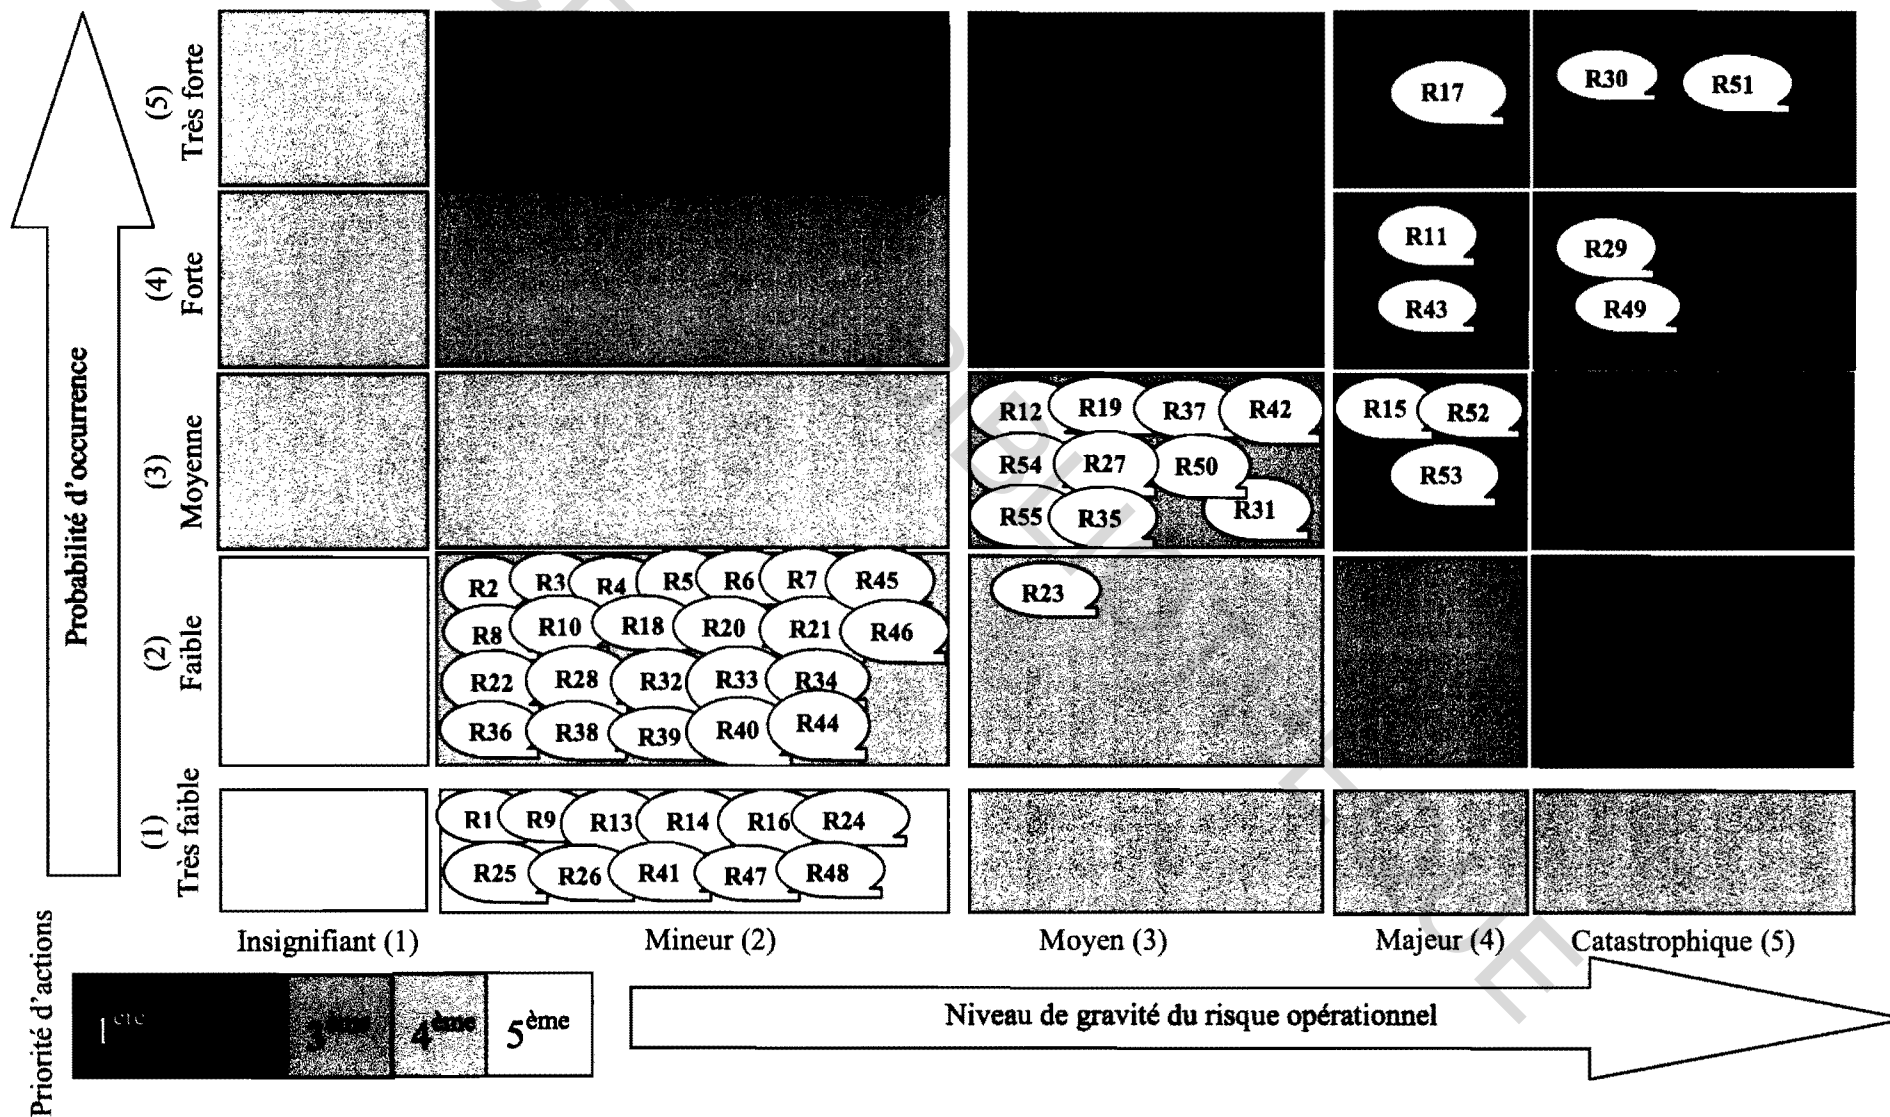 Probabilité d'occurrence
(5)
Très forte
R17
R30
R51
(4)
Forte
R11
R29
R43
R49
(3)
Moyenne
R12
R19
R37
R42
R15
R52
R54
R27
R50
R53
R55
R35
R31
(2)
Faible
R2
R3
R4
R5
R6
R7
R45
R23
R8
R10
R18
R20
R21
R46
R22
R28
R32
R33
R34
R36
R38
R39
R40
R44
(1)
Très faible
R1
R9
R13
R14
R16
R24
R25
R26
R41
R47
R48
Insignifiant (1)
Mineur (2)
Moyen (3)
Majeur (4)
Catastrophique (5)
Priorité d'actions
1ere
3ème
4ème
5ème
Niveau de gravité du risque opérationnel